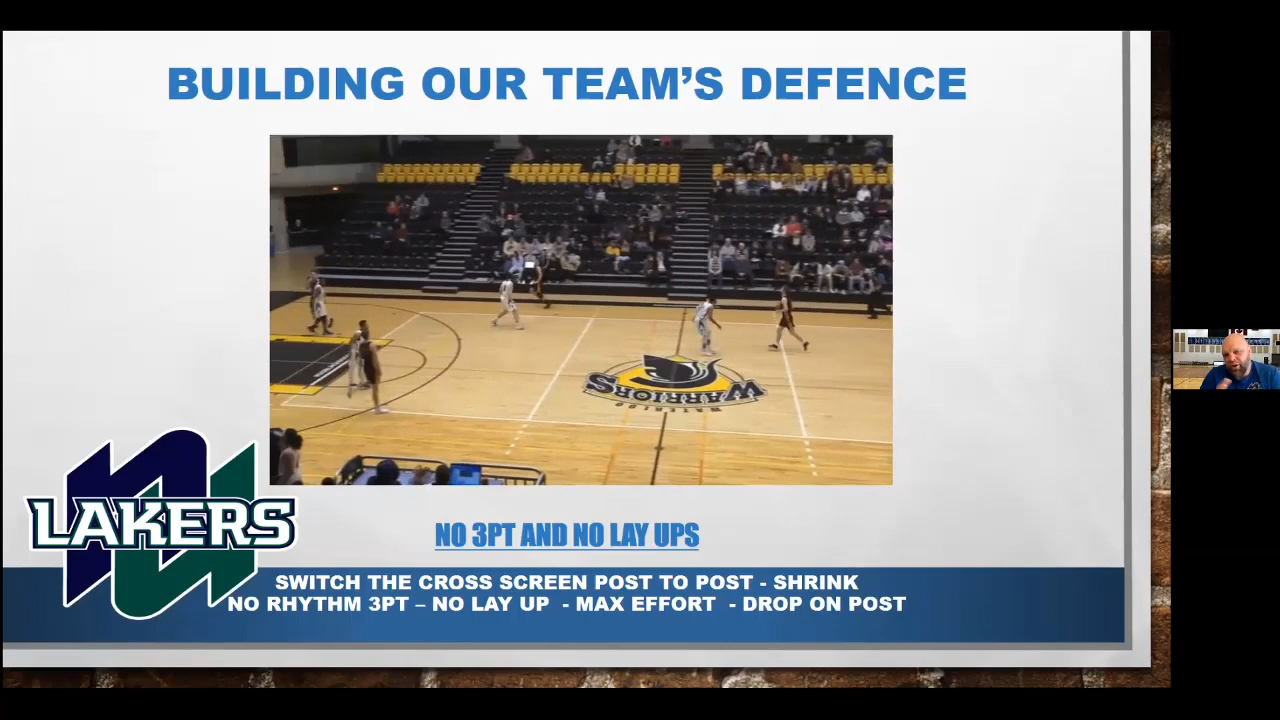 BUILDING OUR TEAM’S DEFENCE
WARRIORS
WATERLOO
LAKERS
NO 3PT AND NO LAY UPS
SWITCH THE CROSS SCREEN POST TO POST - SHRINK
NO RHYTHM 3PT – NO LAY UP - MAX EFFORT - DROP ON POST